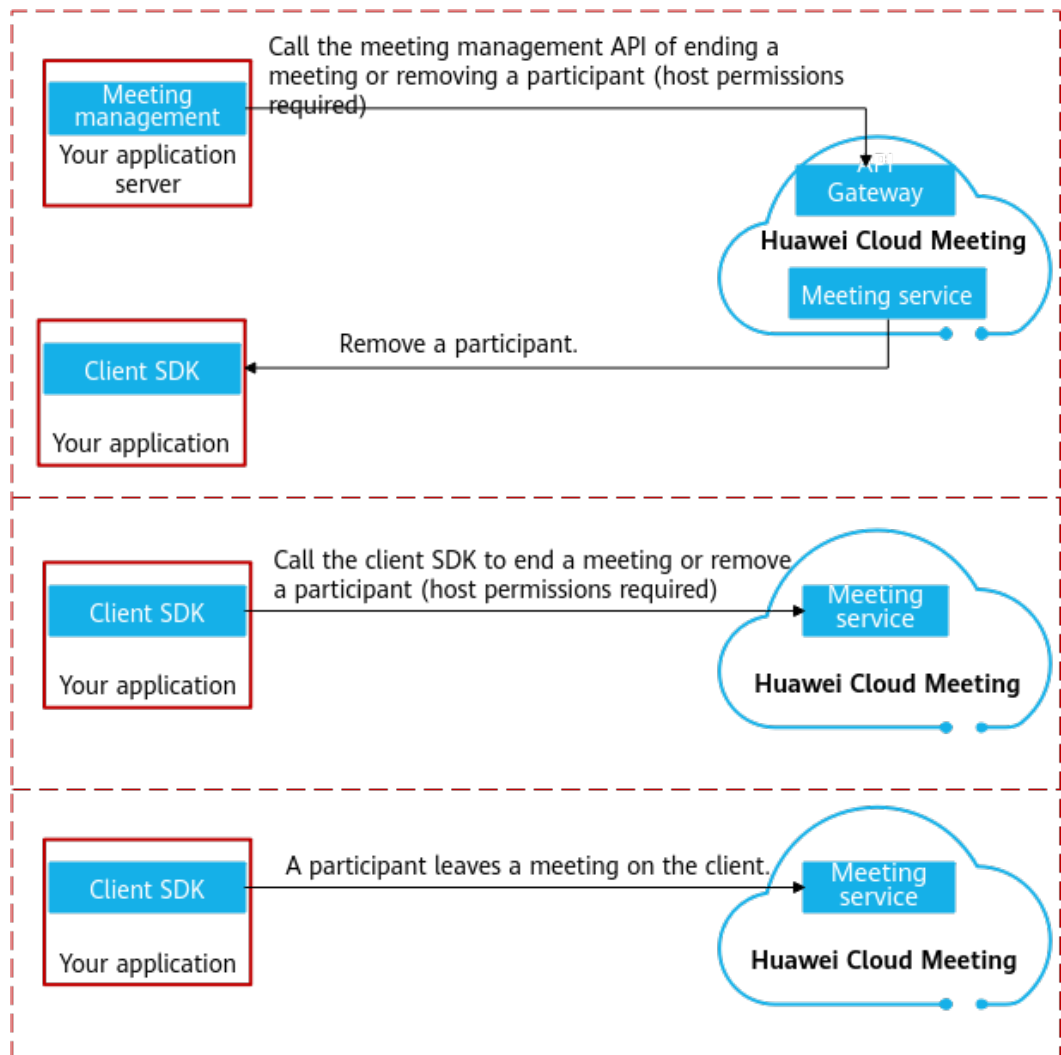 Call the meeting management API of ending a
meeting or removing a participant (host permissions
required)
Meeting
management
Your application
server
API
Gateway
Huawei Cloud Meeting
Meeting service
Remove a participant.
Client SDK
Your application
Call the client SDK to end a meeting or remove
a participant (host permissions required)
Client SDK
Your application
Meeting
service
Huawei Cloud Meeting
A participant leaves a meeting on the client.
Client SDK
Your application
Meeting
service
Huawei Cloud Meeting